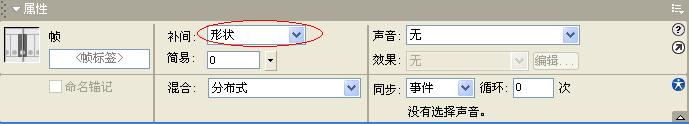 属性
帧
补间: 形状
声音: 无
<帧标签>
简易: 0
效果: 无 编辑...
命名锚记
混合: 分布式
同步: 事件 循环: 0 次
没有选择声音。